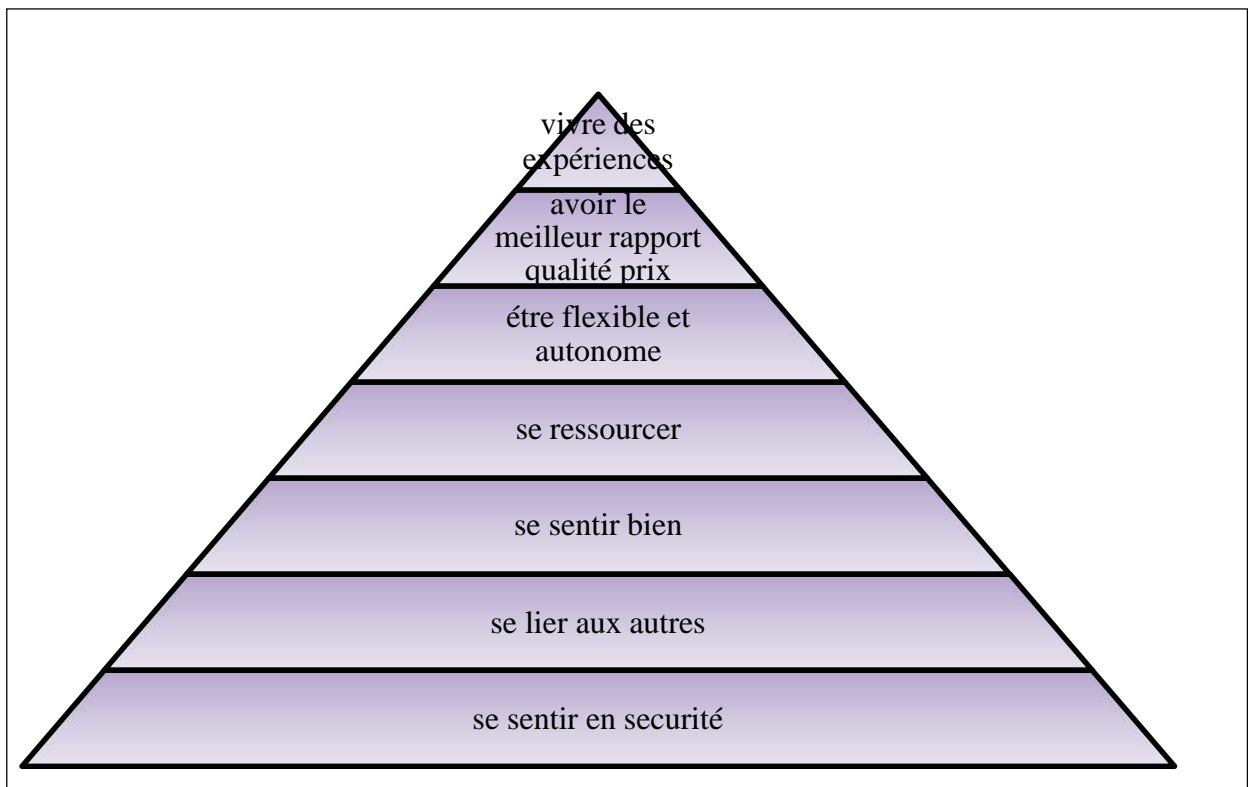 vivre des
expériences
avoir le
meilleur rapport
qualité prix
étre flexible et
autonome
se ressourcer
se sentir bien
se lier aux autres
se sentir en securité